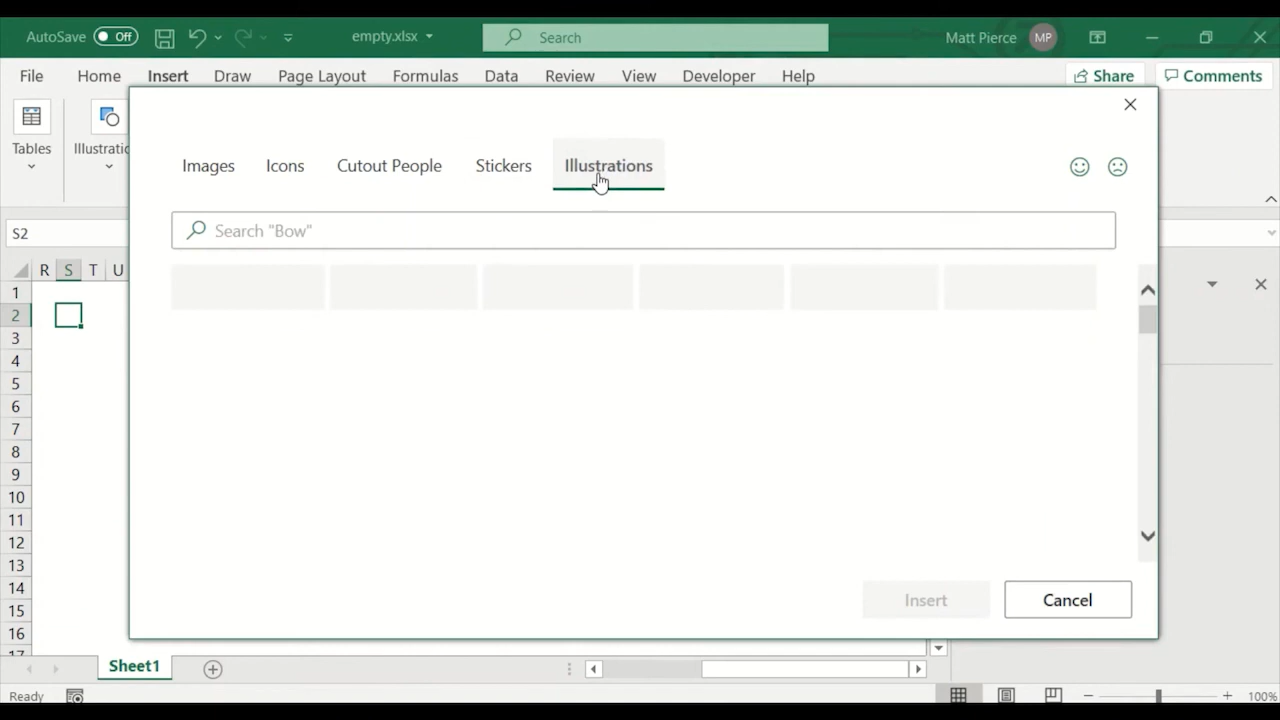 AutoSave Off empty.xlsx Search Matt Pierce MP
File Home Insert Draw Page Layout Formulas Data Review View Developer Help Share Comments
Tables
Illustratio
Images Icons Cutout People Stickers Illustrations
Search "Bow"
S2
R S T U
1
2
3
4
5
6
7
8
9
10
11
12
13
14
15
16
17
Insert Cancel
Sheet1
Ready 100%